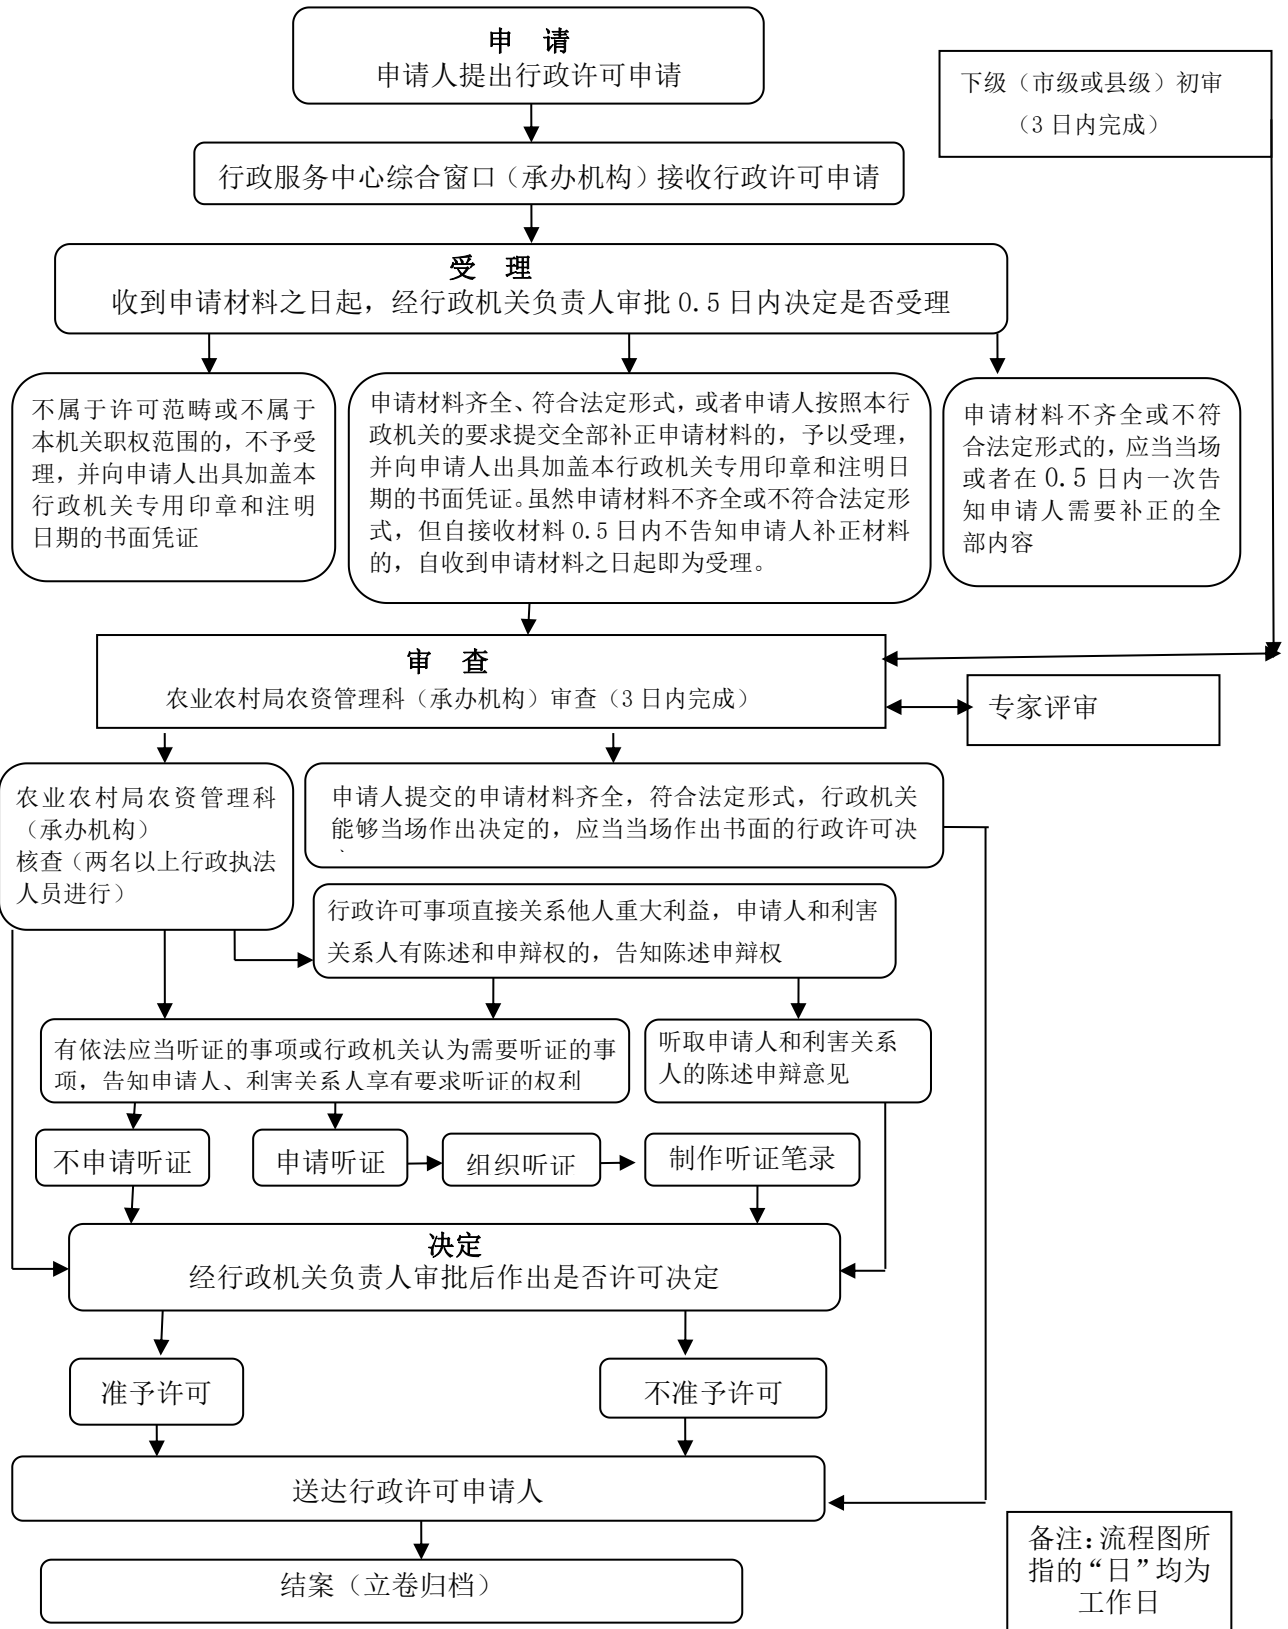 申 请
申请人提出行政许可申请
下级（市级或县级）初审
（3 日内完成）
行政服务中心综合窗口（承办机构）接收行政许可申请
受 理
收到申请材料之日起，经行政机关负责人审批 0.5 日内决定是否受理
不属于许可范畴或不属于
本机关职权范围的，不予受
理，并向申请人出具加盖本
行政机关专用印章和注明
日期的书面凭证
申请材料齐全、符合法定形式，或者申请人按照本行
政机关的要求提交全部补正申请材料的，予以受理，
并向申请人出具加盖本行政机关专用印章和注明日
期的书面凭证。虽然申请材料不齐全或不符合法定形
式，但自接收材料 0.5 日内不告知申请人补正材料
的，自收到申请材料之日起即为受理。
申请材料不齐全或不符
合法定形式的，应当当场
或者在 0.5 日内一次告
知申请人需要补正的全
部内容
审 查
农业农村局农资管理科（承办机构）审查（3 日内完成）
专家评审
农业农村局农资管理科
（承办机构）
核查（两名以上行政执法
人员进行）
申请人提交的申请材料齐全，符合法定形式，行政机关
能够当场作出决定的，应当当场作出书面的行政许可决
行政许可事项直接关系他人重大利益，申请人和利害
关系人有陈述和申辩权的，告知陈述申辩权
有依法应当听证的事项或行政机关认为需要听证的事
项，告知申请人、利害关系人享有要求听证的权利
听取申请人和利害关系
人的陈述申辩意见
不申请听证
申请听证
组织听证
制作听证笔录
决定
经行政机关负责人审批后作出是否许可决定
准予许可
不准予许可
送达行政许可申请人
结案（立卷归档）
备注：流程图所
指的“日”均为
工作日